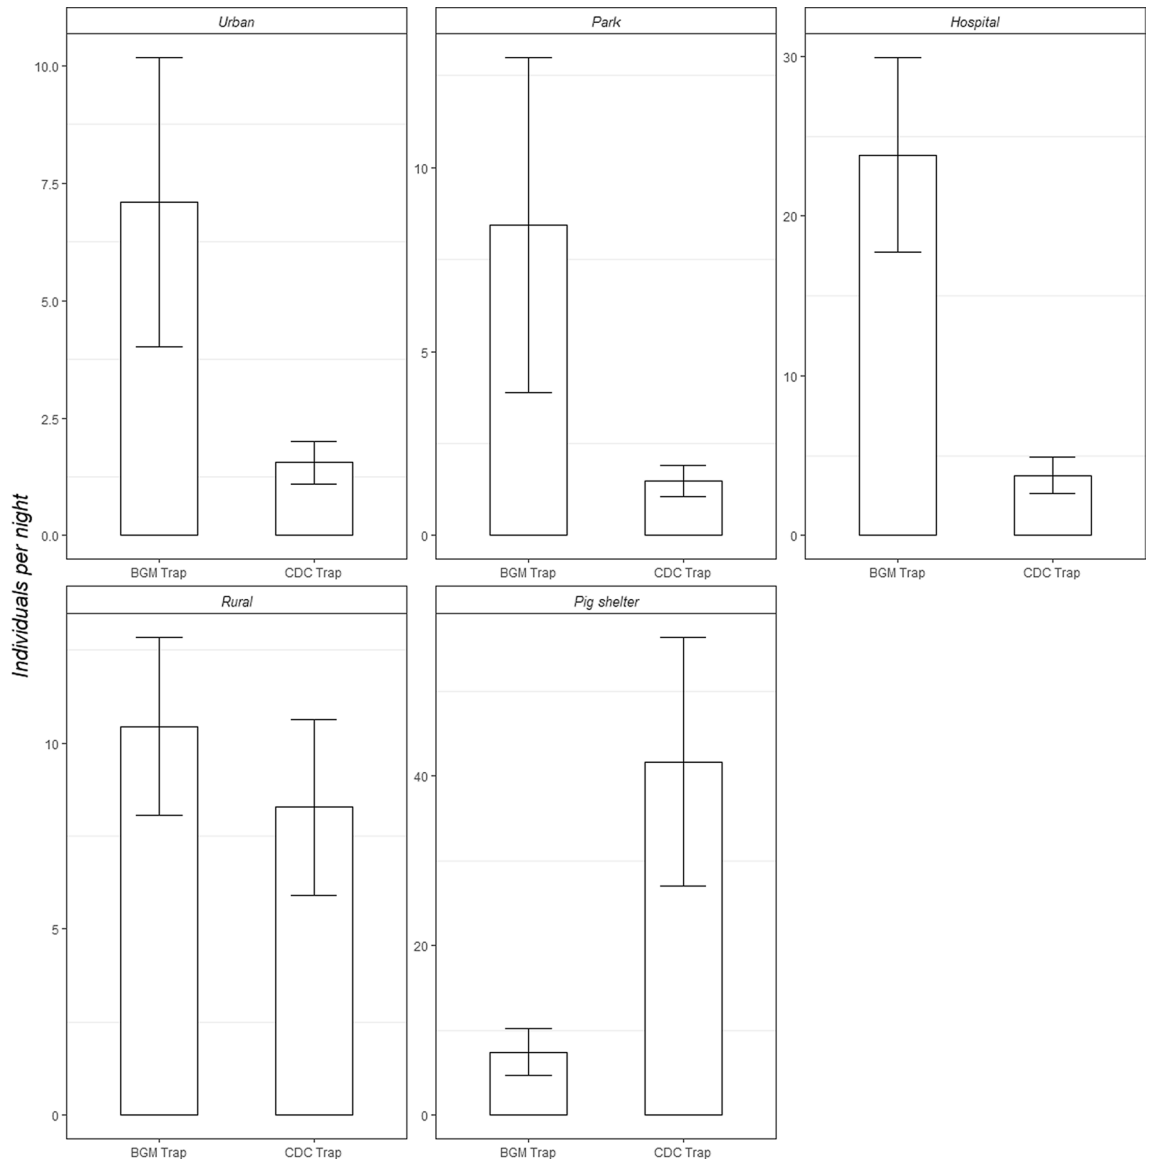 Individuals per night
Urban
10.0
7.5
5.0
2.5
0.0
BGM Trap CDC Trap
Park
10
5
0
BGM Trap CDC Trap
Hospital
30
20
10
0
BGM Trap CDC Trap
Rural
10
5
0
BGM Trap CDC Trap
Pig shelter
40
20
0
BGM Trap CDC Trap